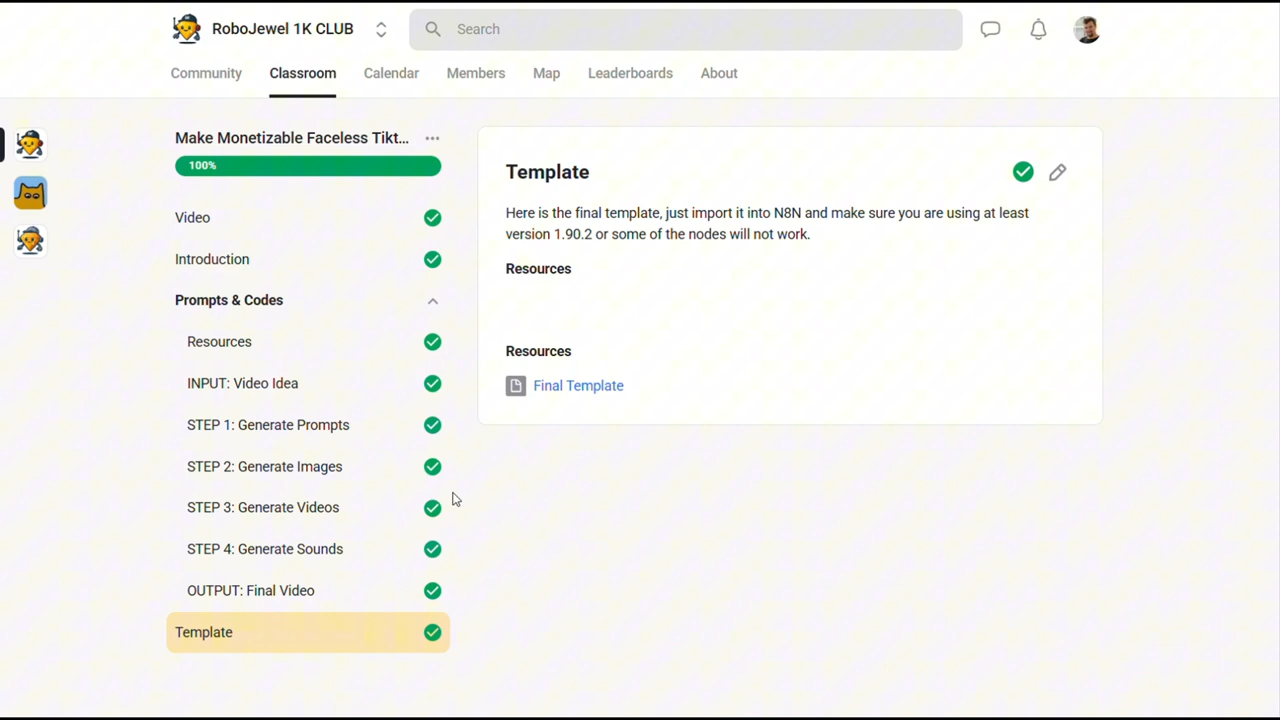 RoboJewel 1K CLUB
Search
Community
Classroom
Calendar
Members
Map
Leaderboards
About
Make Monetizable Faceless Tikt...
100%
Video
Introduction
Prompts & Codes
Resources
INPUT: Video Idea
STEP 1: Generate Prompts
STEP 2: Generate Images
STEP 3: Generate Videos
STEP 4: Generate Sounds
OUTPUT: Final Video
Template
Template
Here is the final template, just import it into N8N and make sure you are using at least
version 1.90.2 or some of the nodes will not work.
Resources
Resources
Final Template